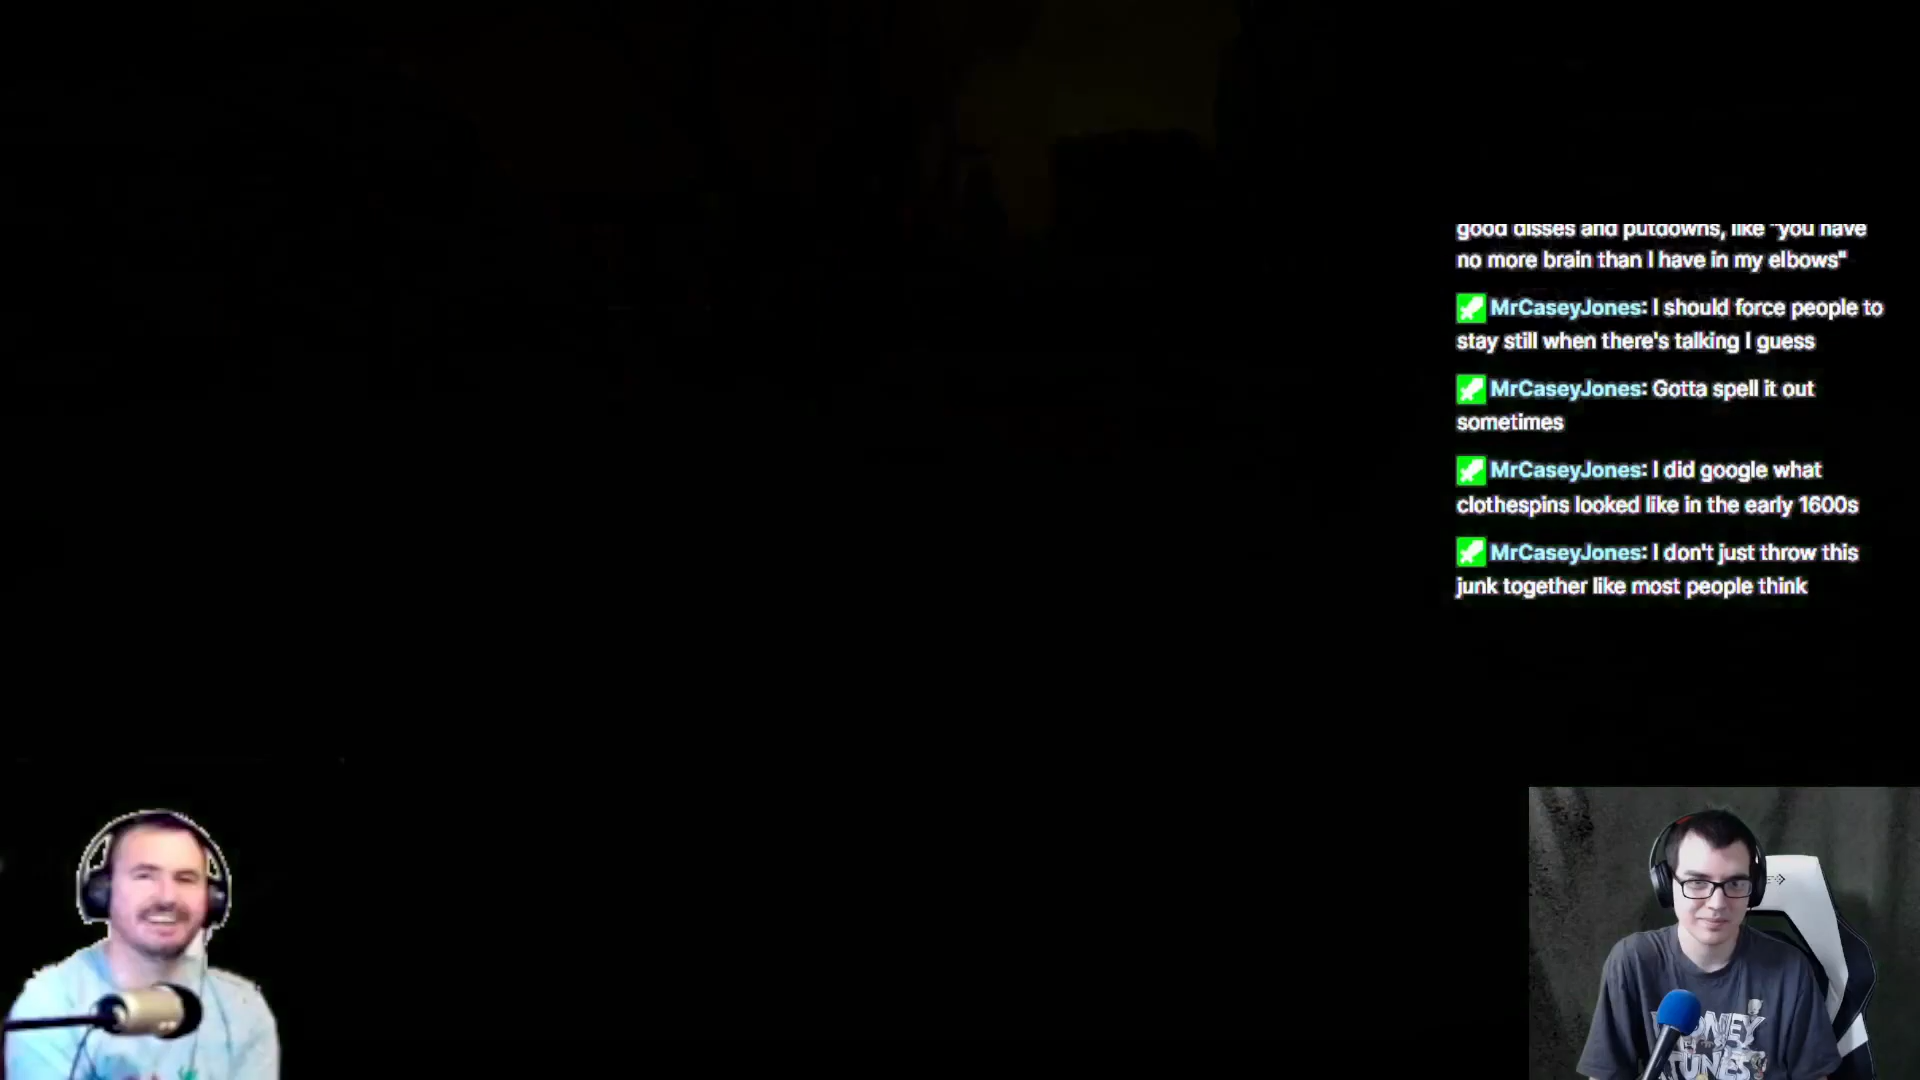 good disses and putdowns, like "you have
no more brain than I have in my elbows"
MrCaseyJones: I should force people to
stay still when there's talking I guess
MrCaseyJones: Gotta spell it out
sometimes
MrCaseyJones: I did google what
clothespins looked like in the early 1600s
MrCaseyJones: I don't just throw this
junk together like most people think
TUNES